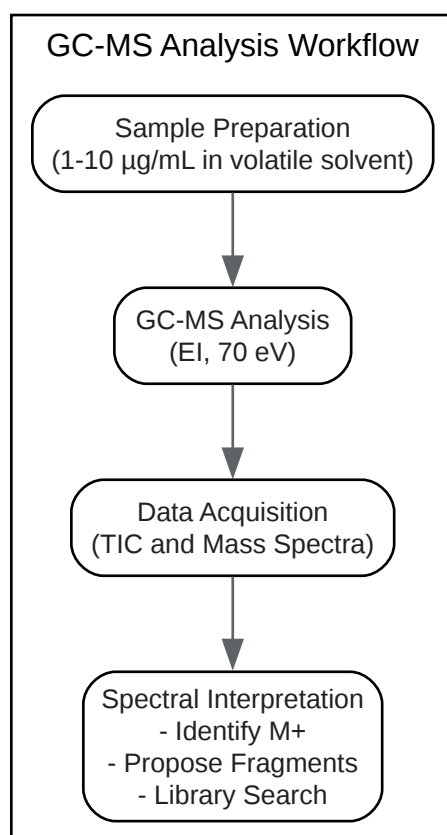 GC-MS Analysis Workflow
Sample Preparation
(1-10 µg/mL in volatile solvent)
GC-MS Analysis
(EI, 70 eV)
Data Acquisition
(TIC and Mass Spectra)
Spectral Interpretation
- Identify M+
- Propose Fragments
- Library Search